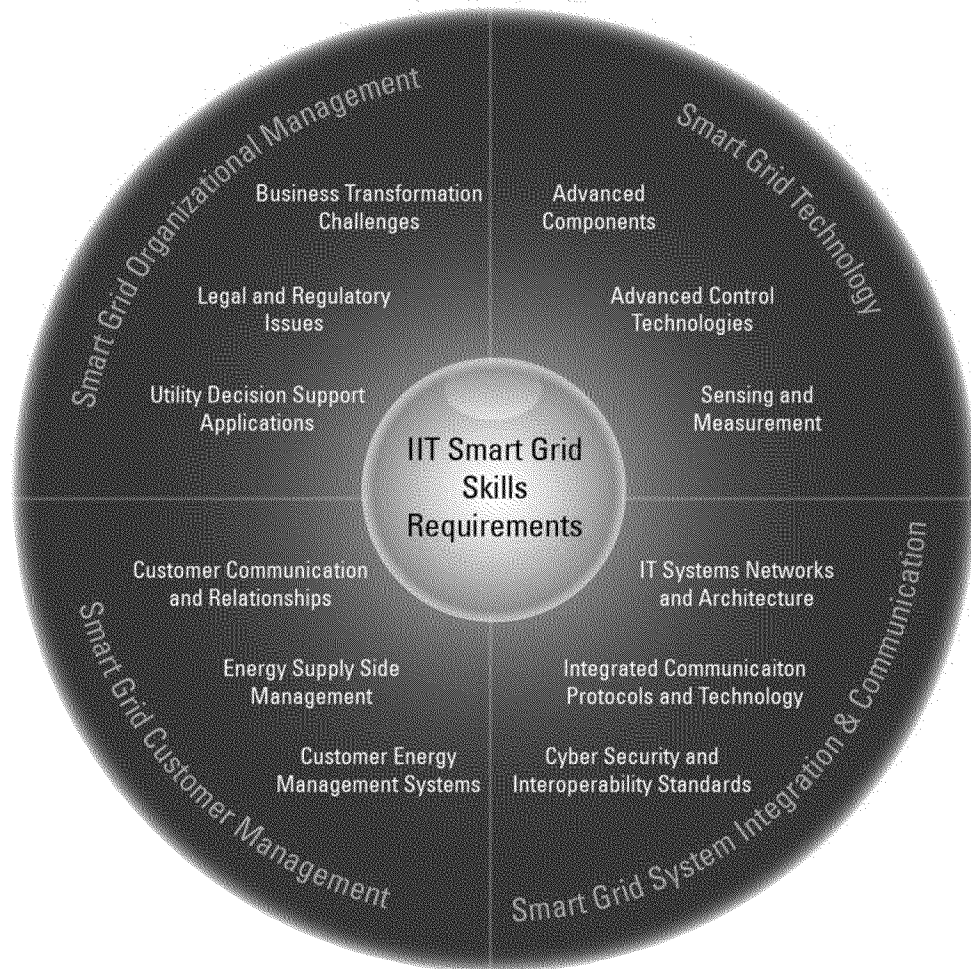 Smart Grid Organizational Management
Business Transformation
Challenges
Legal and Regulatory
Issues
Utility Decision Support
Applications
Smart Grid Technology
Advanced
Components
Advanced Control
Technologies
Sensing and
Measurement
IIT Smart Grid
Skills
Requirements
Smart Grid Customer Management
Customer Communication
and Relationships
Energy Supply Side
Management
Customer Energy
Management Systems
Smart Grid System Integration & Communication
IT Systems Networks
and Architecture
Integrated Communicaiton
Protocols and Technology
Cyber Security and
Interoperability Standards